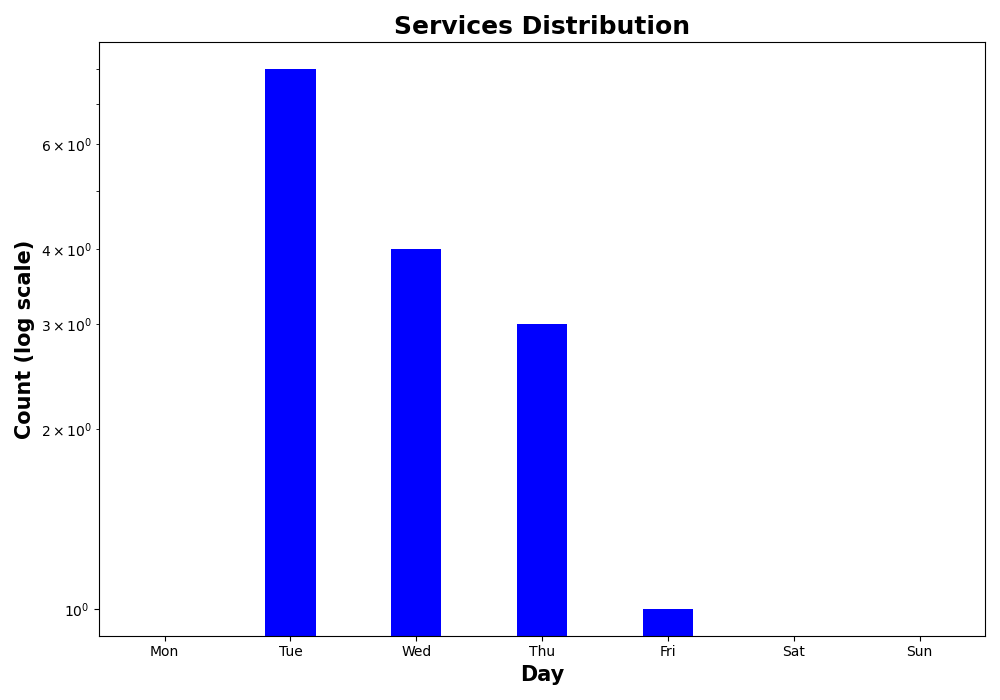 Services Distribution
Count (log scale)
6 × 10⁰
4 × 10⁰
3 × 10⁰
2 × 10⁰
10⁰
Mon Tue Wed Thu Fri Sat Sun
Day